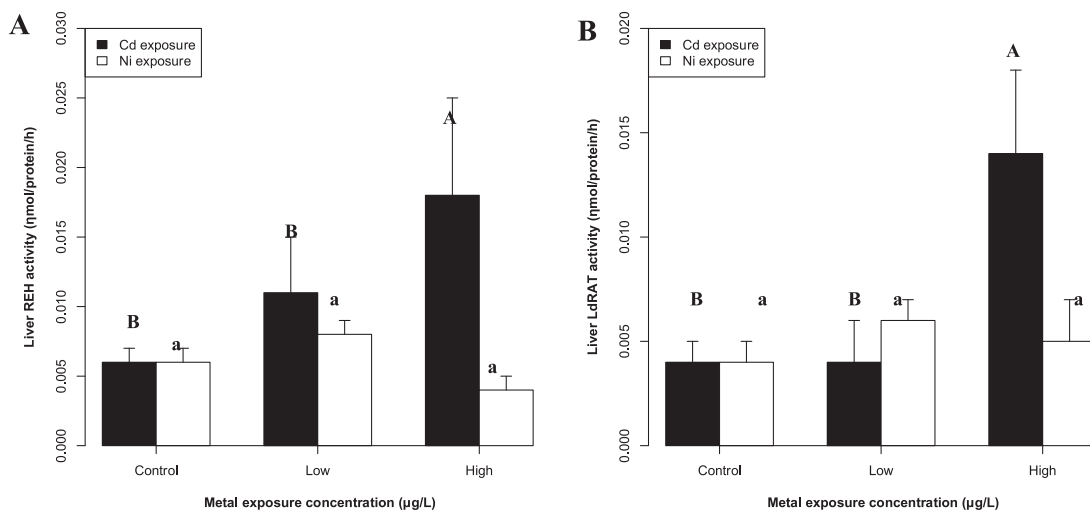 A
Cd exposure
Ni exposure
Liver REH activity (ηmol/protein/h)
0.030
0.025
0.020
0.015
0.010
0.005
0.000
B
a
B
a
A
a
Control
Low
High
Metal exposure concentration (µg/L)
B
Cd exposure
Ni exposure
Liver LdRAT activity (ηmol/protein/h)
0.020
0.015
0.010
0.005
0.000
B
a
B
a
A
a
Control
Low
High
Metal exposure concentration (µg/L)